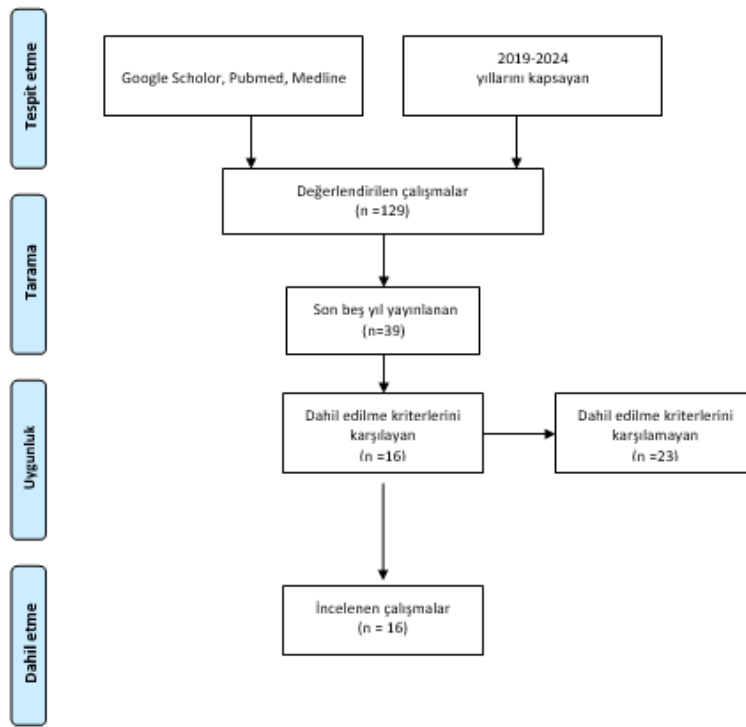 Tespit etme
Google Scholor, Pubmed, Medline
2019-2024
yıllarını kapsayan
Değerlendirilen çalışmalar
(n =129)
Tarama
Son beş yıl yayınlanan
(n=39)
Uygunluk
Dahil edilme kriterlerini
karşılayan
(n =16)
Dahil edilme kriterlerini
karşılamayan
(n =23)
Dahil etme
İncelenen çalışmalar
(n = 16)